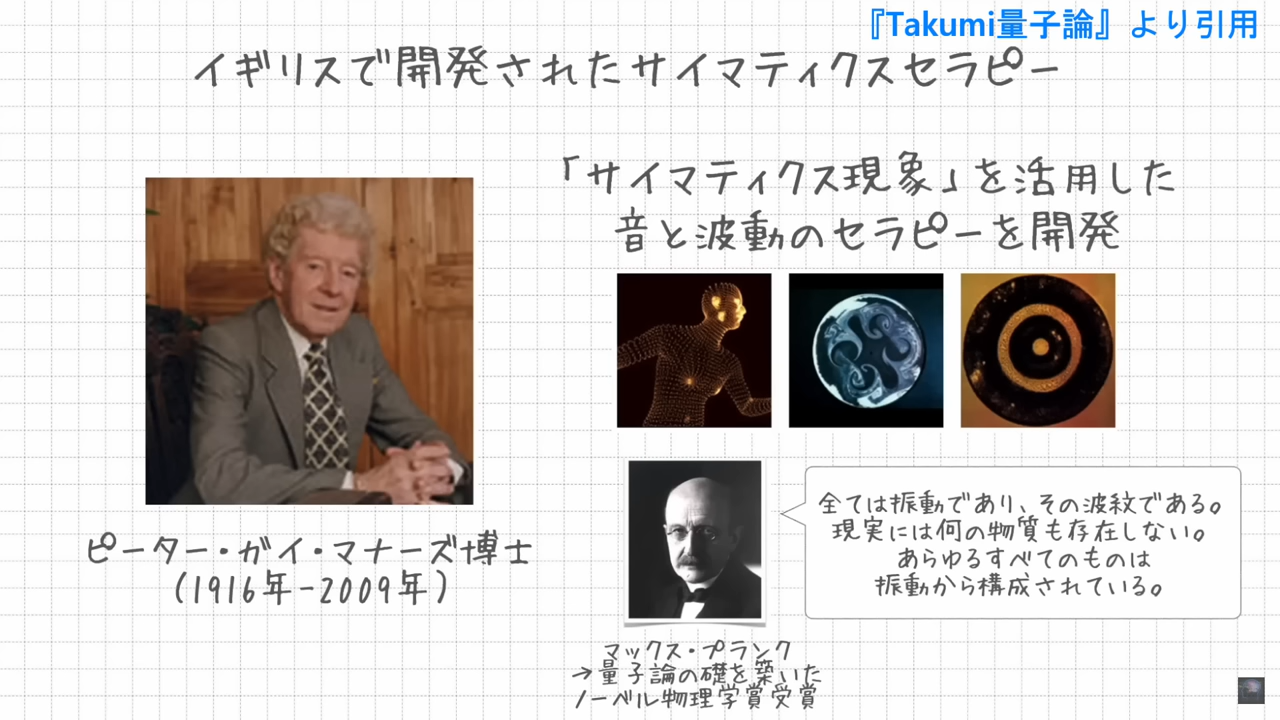 『Takumi量子論』より引用
イギリスで開発されたサイマティクスセラピー
「サイマティクス現象」を活用した
音と波動のセラピーを開発
ピーター・ガイ・マナーズ博士
(1916年-2009年)
全ては振動であり、その波紋である。
現実には何の物質も存在しない。
あらゆるすべてのものは
振動から構成されている。
マックス・プランク
→量子論の礎を築いた
ノーベル物理学賞受賞